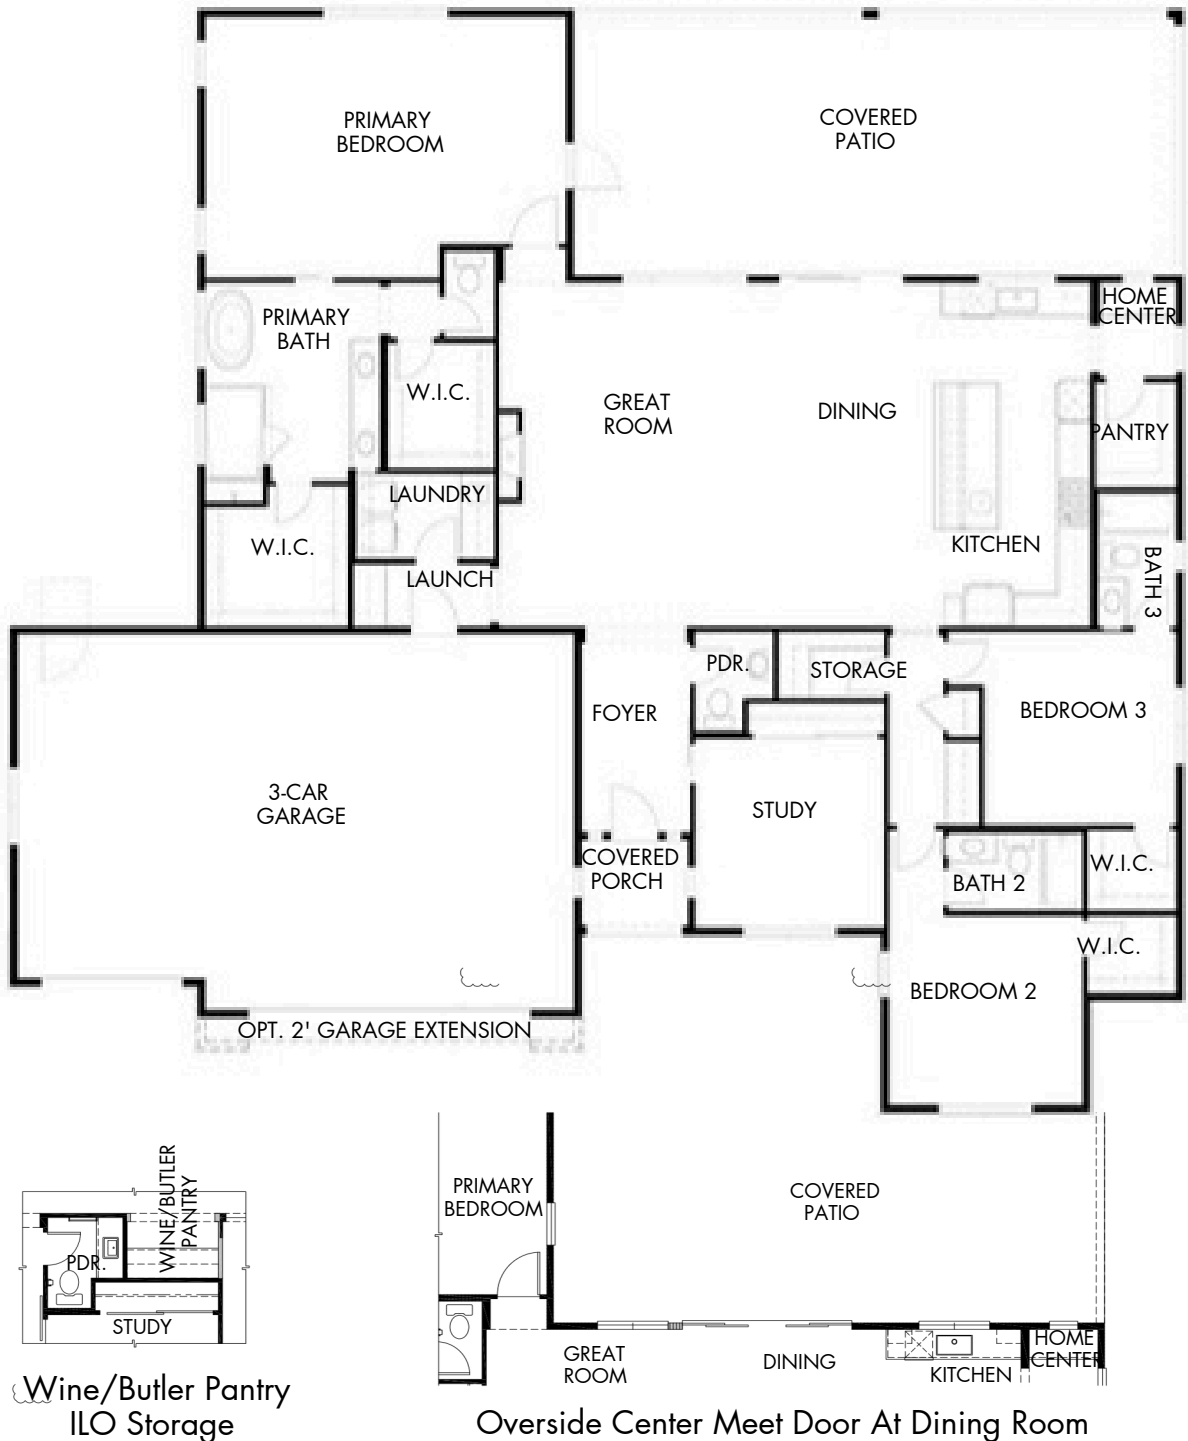 PRIMARY
BEDROOM
COVERED
PATIO
PRIMARY
BATH
HOME
CENTER
W.I.C.
GREAT
ROOM
DINING
PANTRY
LAUNDRY
W.I.C.
KITCHEN
BATH 3
LAUNCH
PDR.
STORAGE
FOYER
BEDROOM 3
3-CAR
GARAGE
STUDY
COVERED
PORCH
BATH 2
W.I.C.
W.I.C.
BEDROOM 2
OPT. 2' GARAGE EXTENSION
WINE/BUTLER
PANTRY
PDR.
STUDY
Wine/Butler Pantry
ILO Storage
PRIMARY
BEDROOM
COVERED
PATIO
GREAT
ROOM
DINING
KITCHEN
HOME
CENTER
Overside Center Meet Door At Dining Room